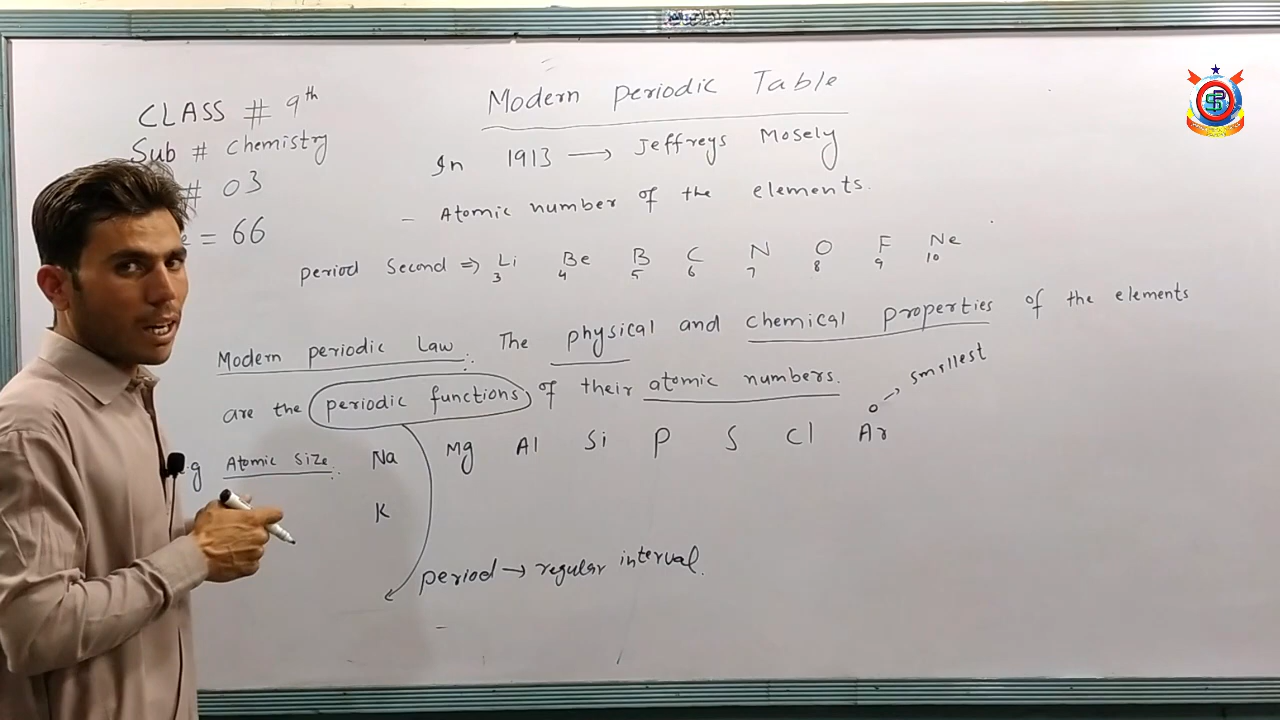 CLASS # 9th
Sub # chemistry
# 03
= 66
Modern periodic Table
In 1913 → Jeffreys Mosely
- Atomic number of the elements.
period Second ⇒ Li Be B C N O F Ne
3 4 5 6 7 8 9 10
Modern periodic Law :. The physical and chemical properties of the elements
are the periodic functions of their atomic numbers.
smallest
e.g Atomic size :. Na Mg Al Si P S Cl Ar
K
period → regular interval.